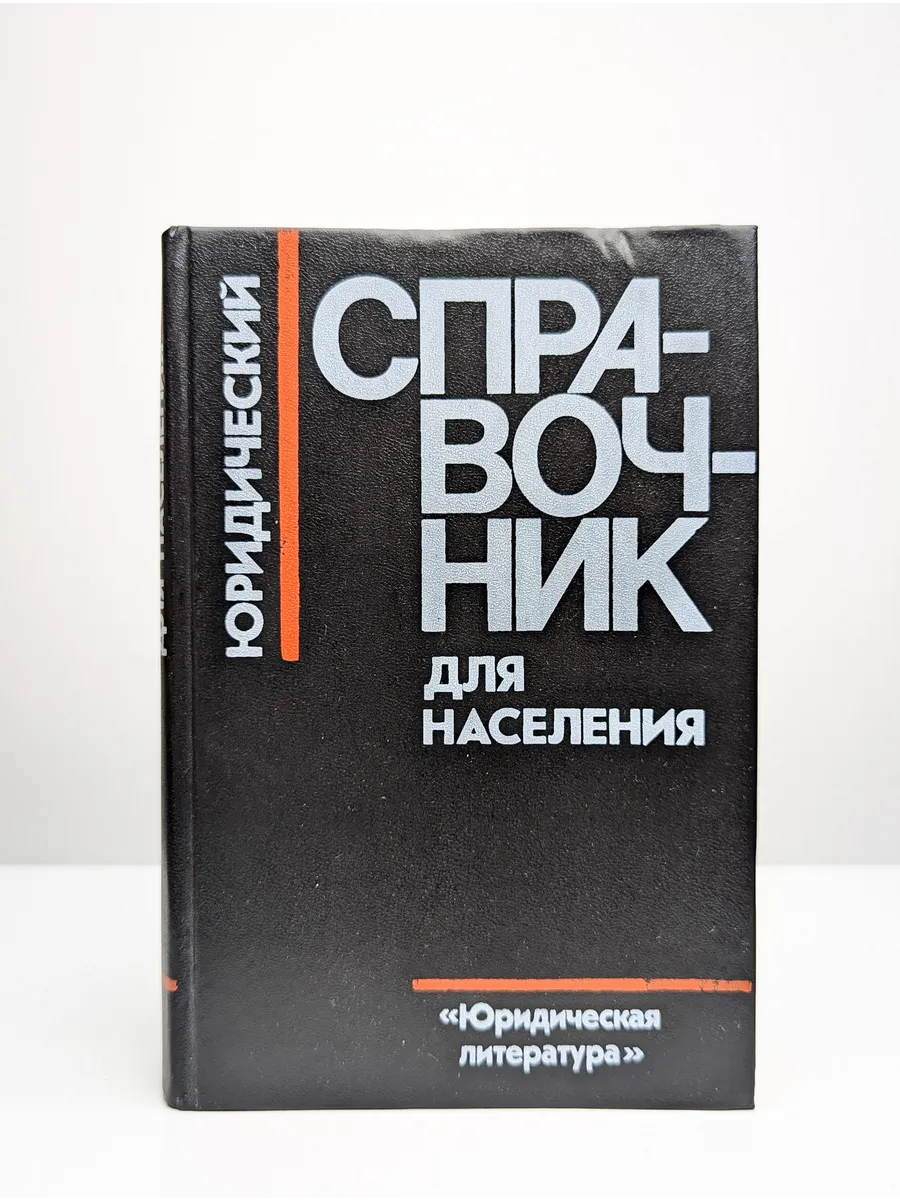 ЮРИДИЧЕСКИЙ
СПРА-
ВОЧ-
НИК
ДЛЯ
НАСЕЛЕНИЯ
«Юридическая
литература»